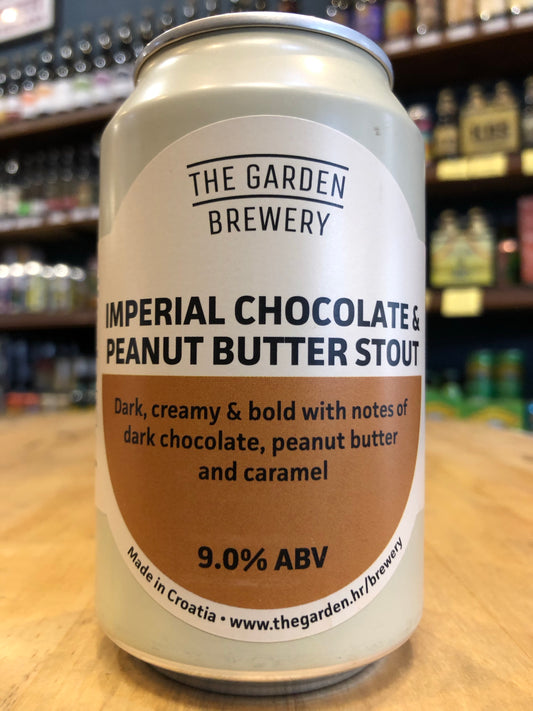 THE GARDEN
BREWERY
IMPERIAL CHOCOLATE &
PEANUT BUTTER STOUT
Dark, creamy & bold with notes of
dark chocolate, peanut butter
and caramel
9.0% ABV
Made in Croatia • www.thegarden.hr/brewery